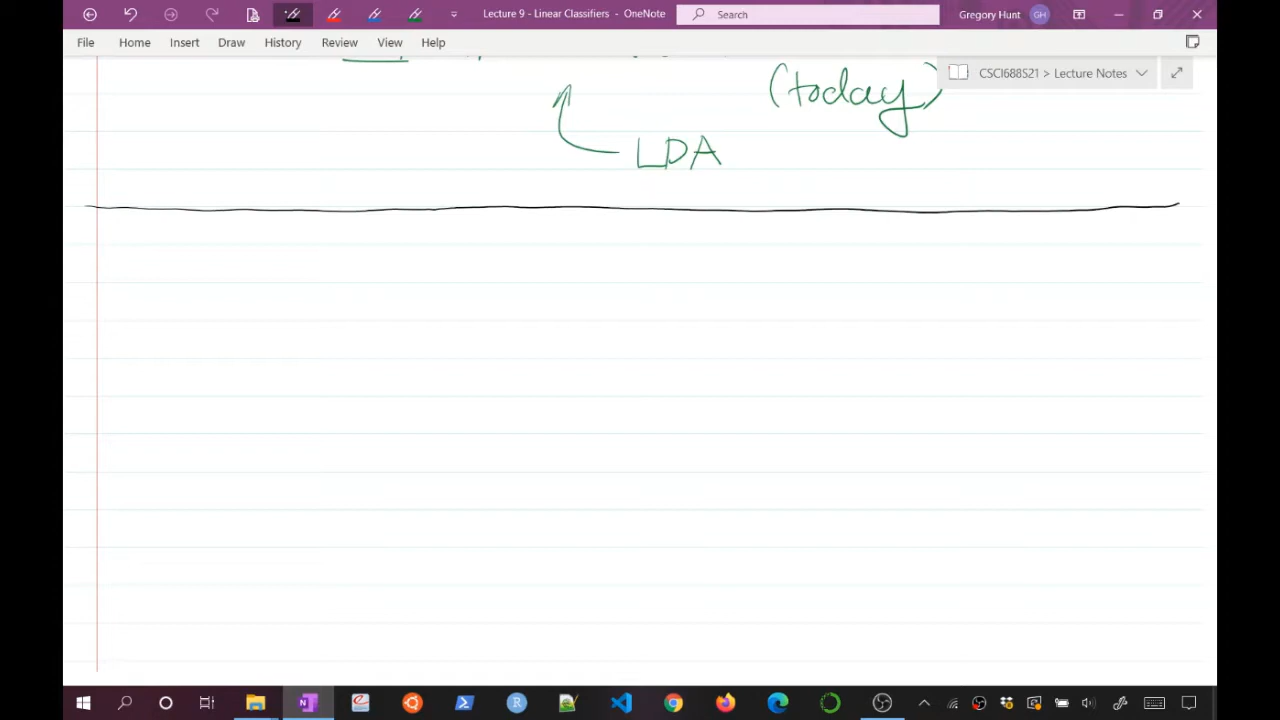 Lecture 9 - Linear Classifiers - OneNote
Search
Gregory Hunt
GH
File Home Insert Draw History Review View Help
CSCI688S21 > Lecture Notes
(today)
LDA